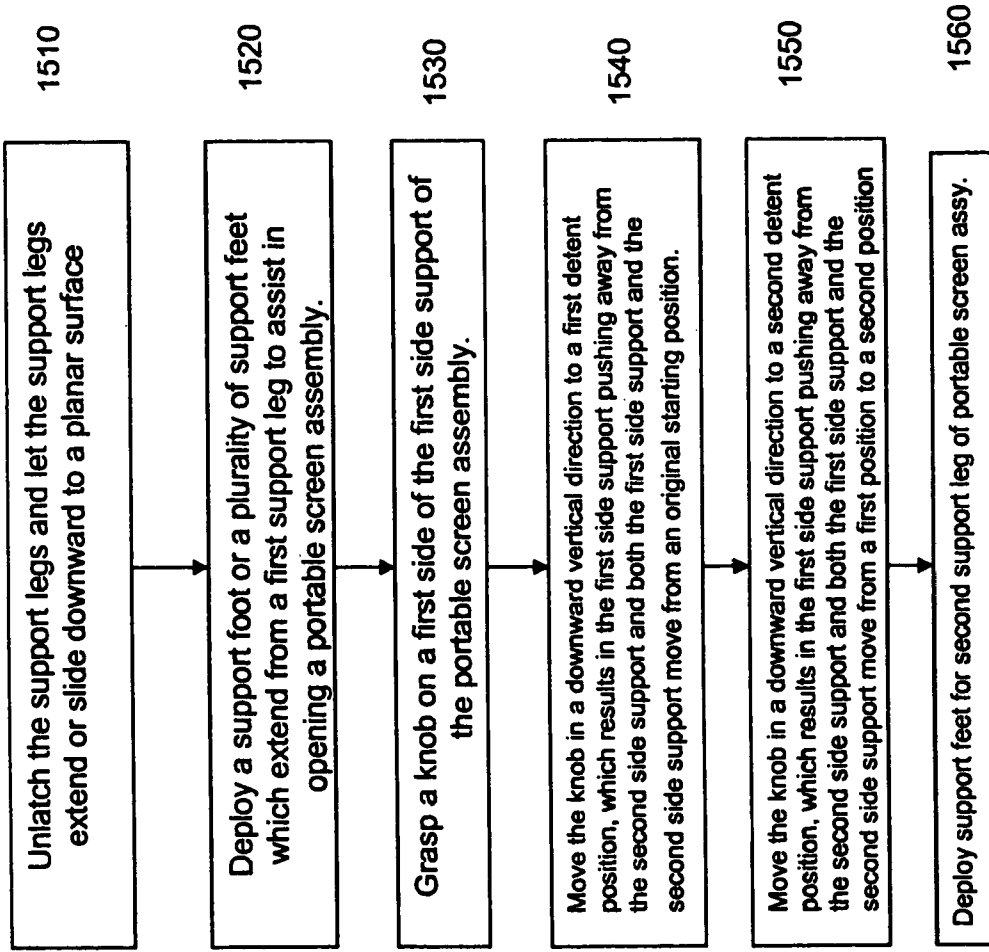 Unlatch the support legs and let the support legs
extend or slide downward to a planar surface
1510
Deploy a support foot or a plurality of support feet
which extend from a first support leg to assist in
opening a portable screen assembly.
1520
Grasp a knob on a first side of the first side support of
the portable screen assembly.
1530
Move the knob in a downward vertical direction to a first detent
position, which results in the first side support pushing away from
the second side support and both the first side support and the
second side support move from an original starting position.
1540
Move the knob in a downward vertical direction to a second detent
position, which results in the first side support pushing away from
the second side support and both the first side support and the
second side support move from a first position to a second position
1550
Deploy support feet for second support leg of portable screen assy.
1560